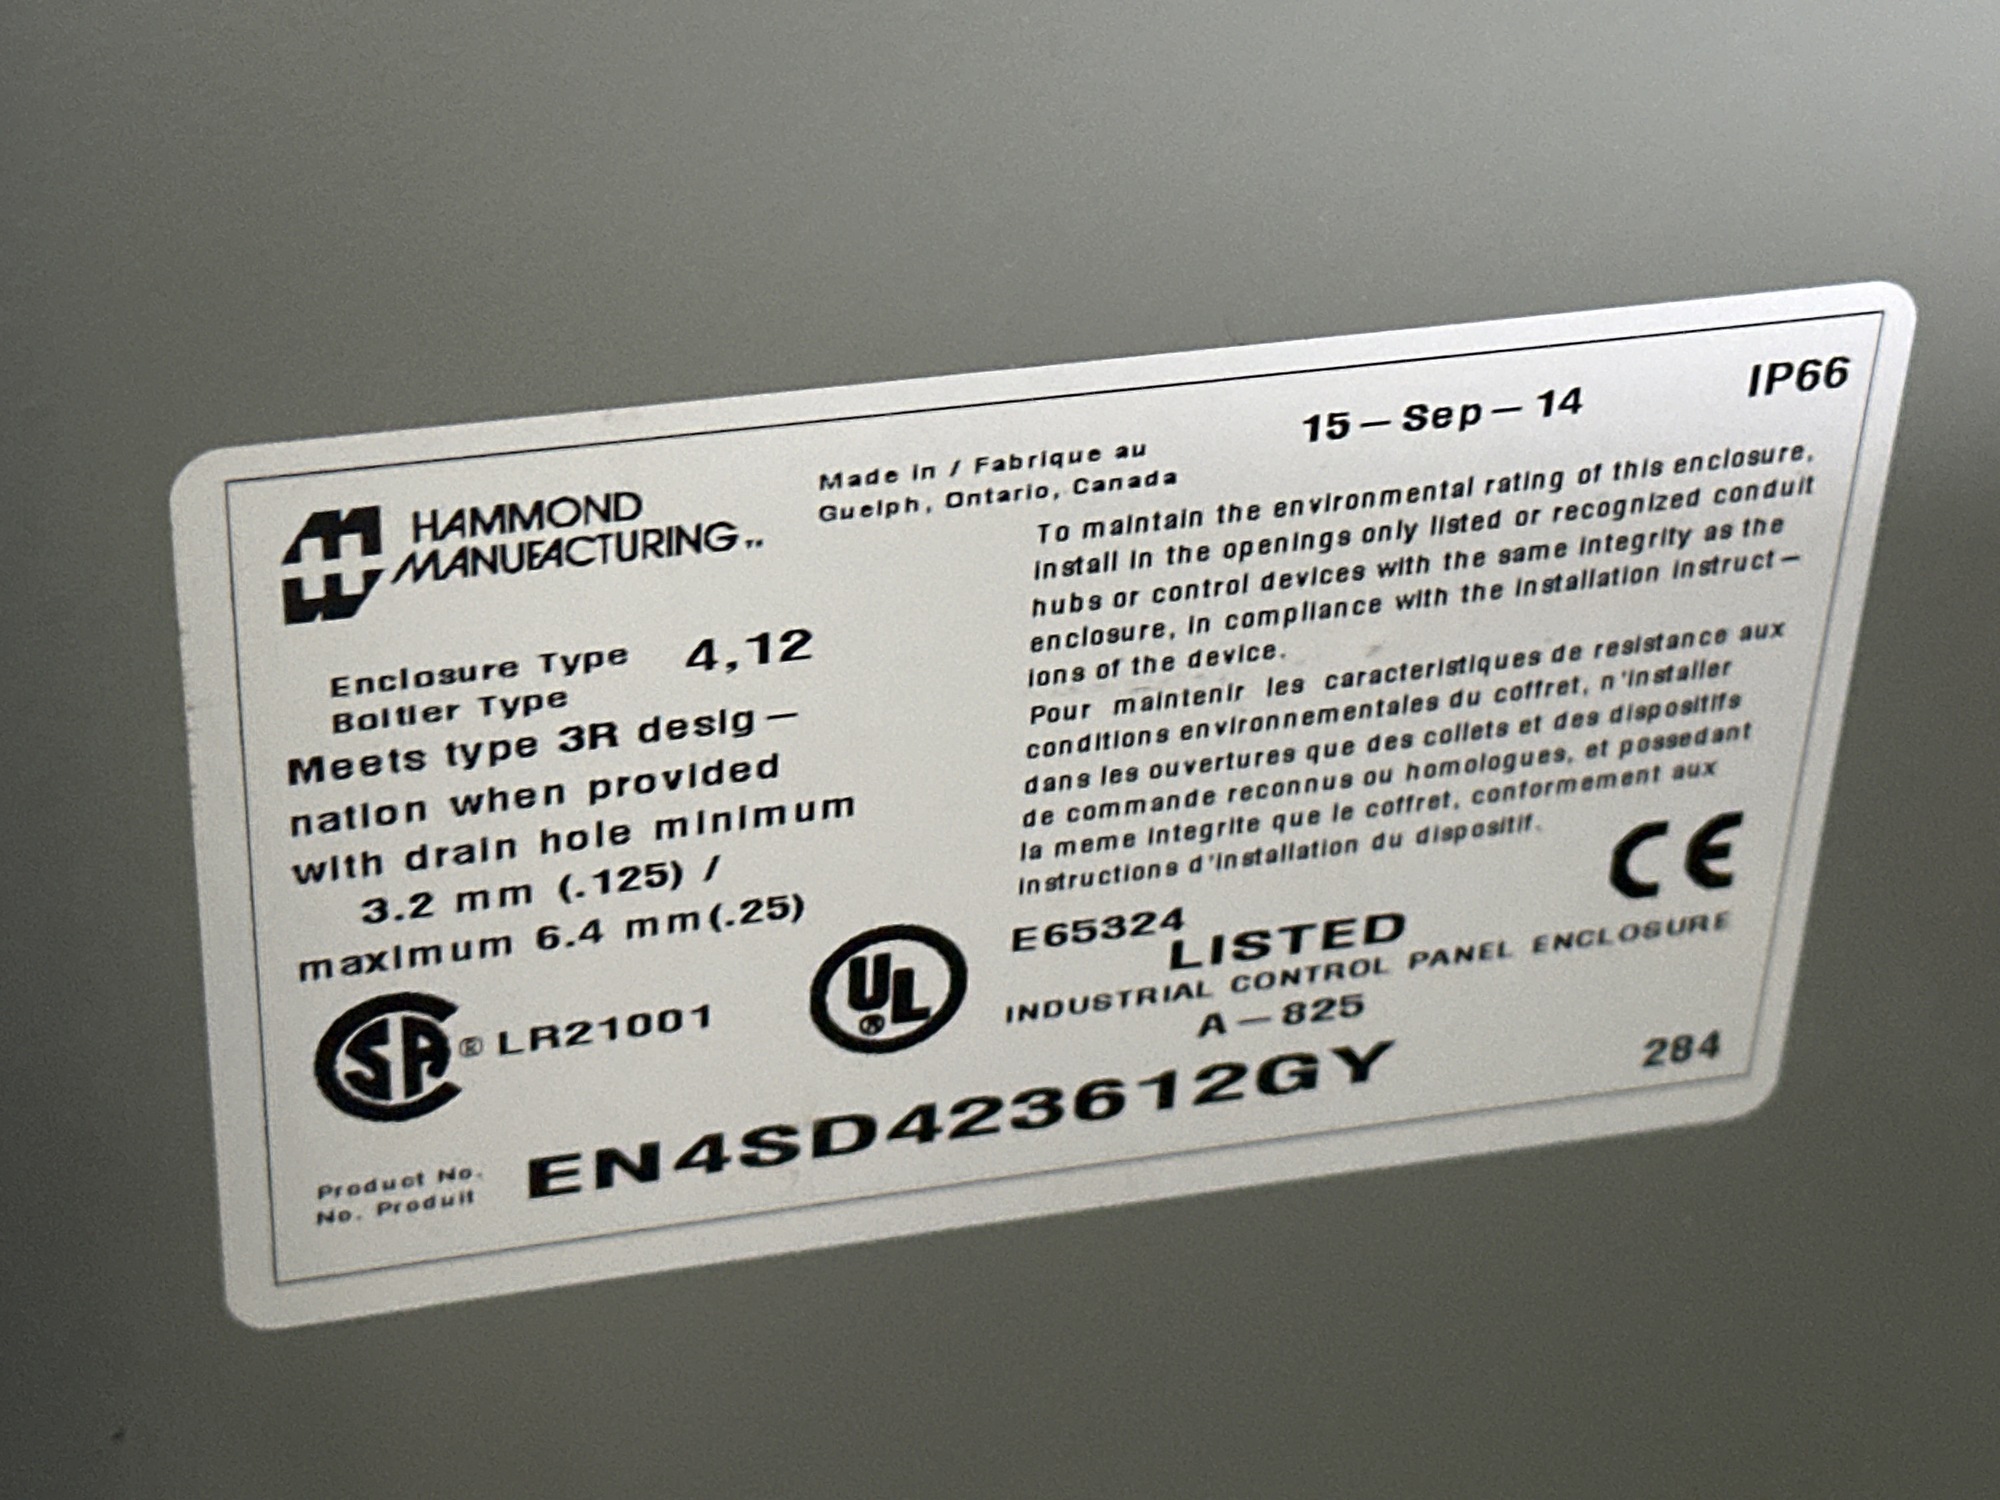 HAMMOND
MANUFACTURING™
Made in / Fabrique au
Guelph, Ontario, Canada
15-Sep-14
IP66
Enclosure Type 4,12
Boitier Type
Meets type 3R desig-
nation when provided
with drain hole minimum
3.2 mm (.125) /
maximum 6.4 mm(.25)
To maintain the environmental rating of this enclosure,
install in the openings only listed or recognized conduit
hubs or control devices with the same integrity as the
enclosure, in compliance with the installation instruct-
ions of the device.
Pour maintenir les caracteristiques de resistance aux
conditions environnementales du coffret, n'installer
dans les ouvertures que des collets et des dispositifs
de commande reconnus ou homologues, et possedant
la meme integrite que le coffret, conformement aux
instructions d'installation du dispositif.
CE
SA® LR21001
UL®
E65324
LISTED
INDUSTRIAL CONTROL PANEL ENCLOSURE
A-825
284
Product No.
No. Produit
EN4SD423612GY